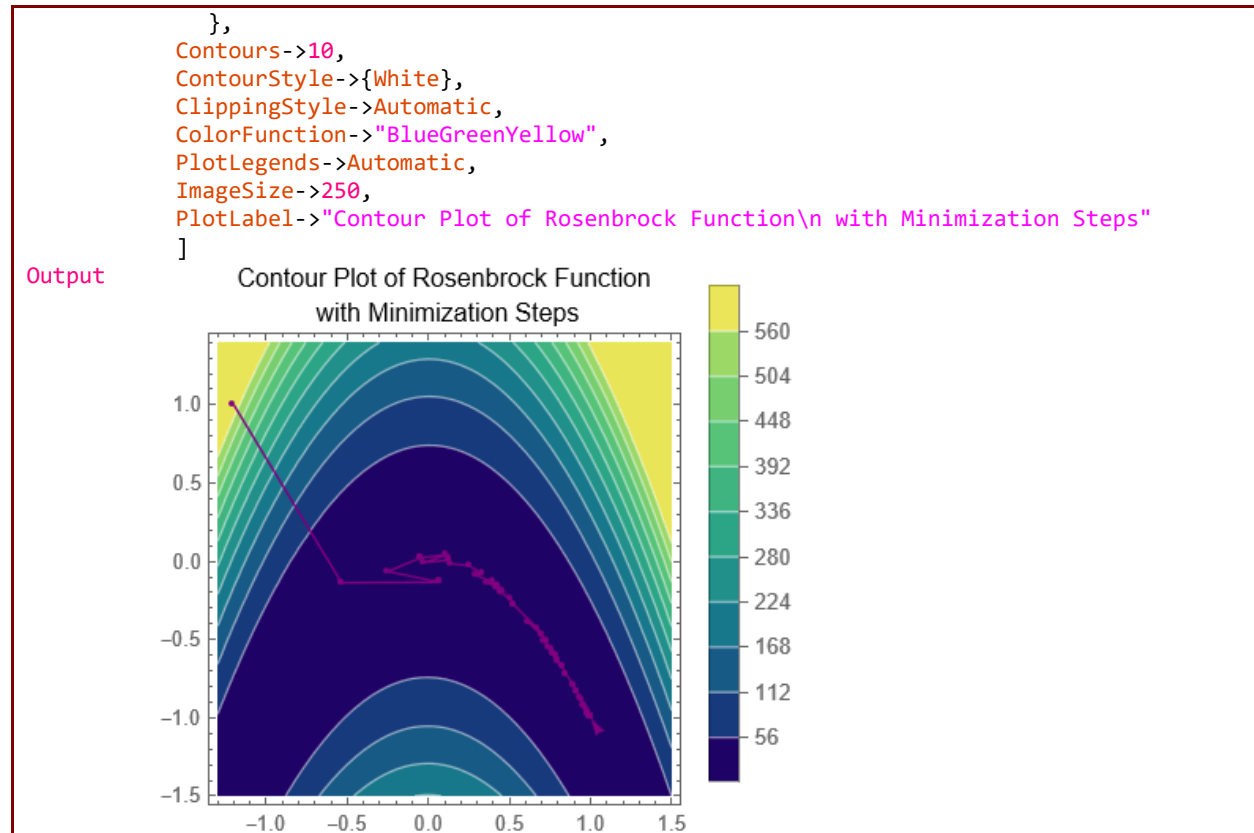 },
Contours->10,
ContourStyle->{White},
ClippingStyle->Automatic,
ColorFunction->"BlueGreenYellow",
PlotLegends->Automatic,
ImageSize->250,
PlotLabel->"Contour Plot of Rosenbrock Function\n with Minimization Steps"
]
Output
Contour Plot of Rosenbrock Function
with Minimization Steps
1.0
0.5
0.0
−0.5
−1.0
−1.5
−1.0 −0.5 0.0 0.5 1.0 1.5
560
504
448
392
336
280
224
168
112
56